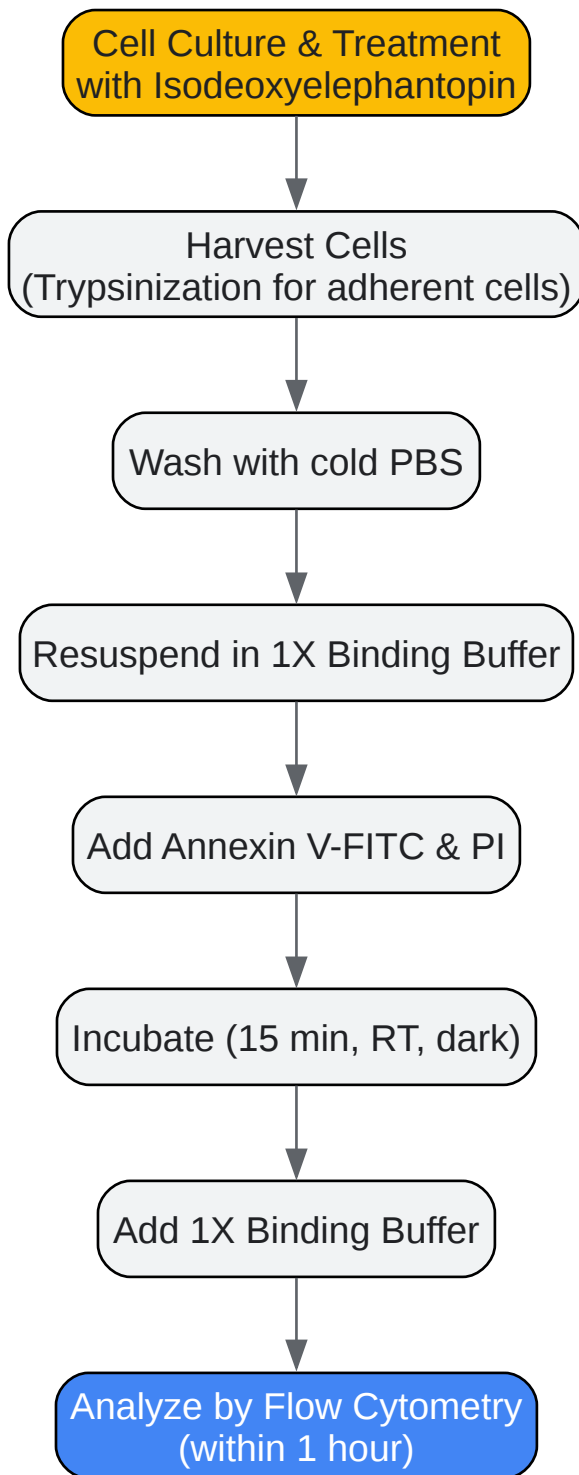 Cell Culture & Treatment
with Isodeoxyelephantopin
Harvest Cells
(Trypsinization for adherent cells)
Wash with cold PBS
Resuspend in 1X Binding Buffer
Add Annexin V-FITC & PI
Incubate (15 min, RT, dark)
Add 1X Binding Buffer
Analyze by Flow Cytometry
(within 1 hour)